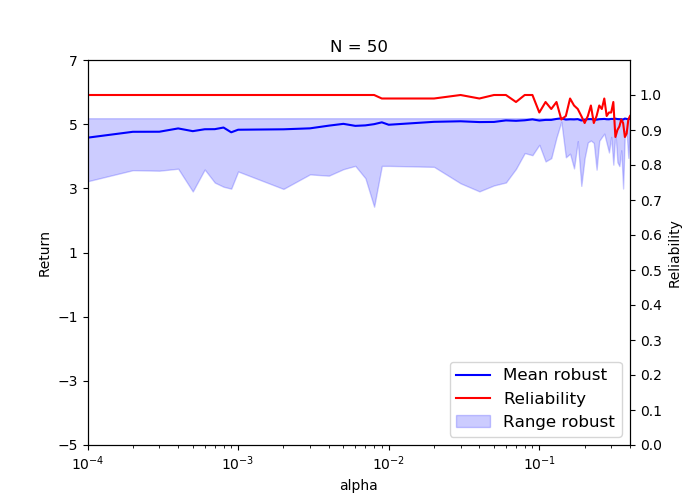 N = 50
7
5
3
1
−1
−3
−5
Return
1.0
0.9
0.8
0.7
0.6
0.5
0.4
0.3
0.2
0.1
0.0
Reliability
Mean robust
Reliability
Range robust
10⁻⁴ 10⁻³ 10⁻² 10⁻¹
alpha